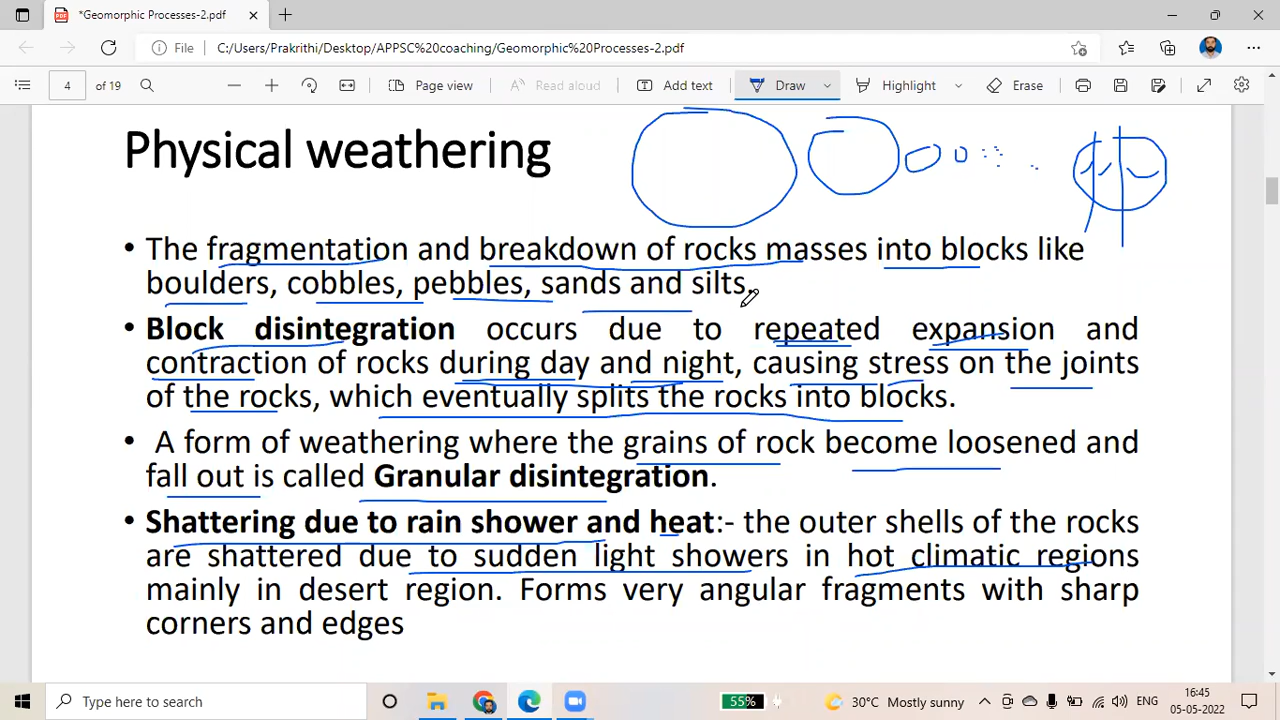 *Geomorphic Processes-2.pdf
File C:/Users/Prakrithi/Desktop/APPSC%20coaching/Geomorphic%20Processes-2.pdf
4 of 19 Page view Read aloud Add text Draw Highlight Erase
Physical weathering
• The fragmentation and breakdown of rocks masses into blocks like
boulders, cobbles, pebbles, sands and silts.
• Block disintegration occurs due to repeated expansion and
contraction of rocks during day and night, causing stress on the joints
of the rocks, which eventually splits the rocks into blocks.
• A form of weathering where the grains of rock become loosened and
fall out is called Granular disintegration.
• Shattering due to rain shower and heat:- the outer shells of the rocks
are shattered due to sudden light showers in hot climatic regions
mainly in desert region. Forms very angular fragments with sharp
corners and edges
Type here to search 55% 30°C Mostly sunny ENG 16:45
05-05-2022